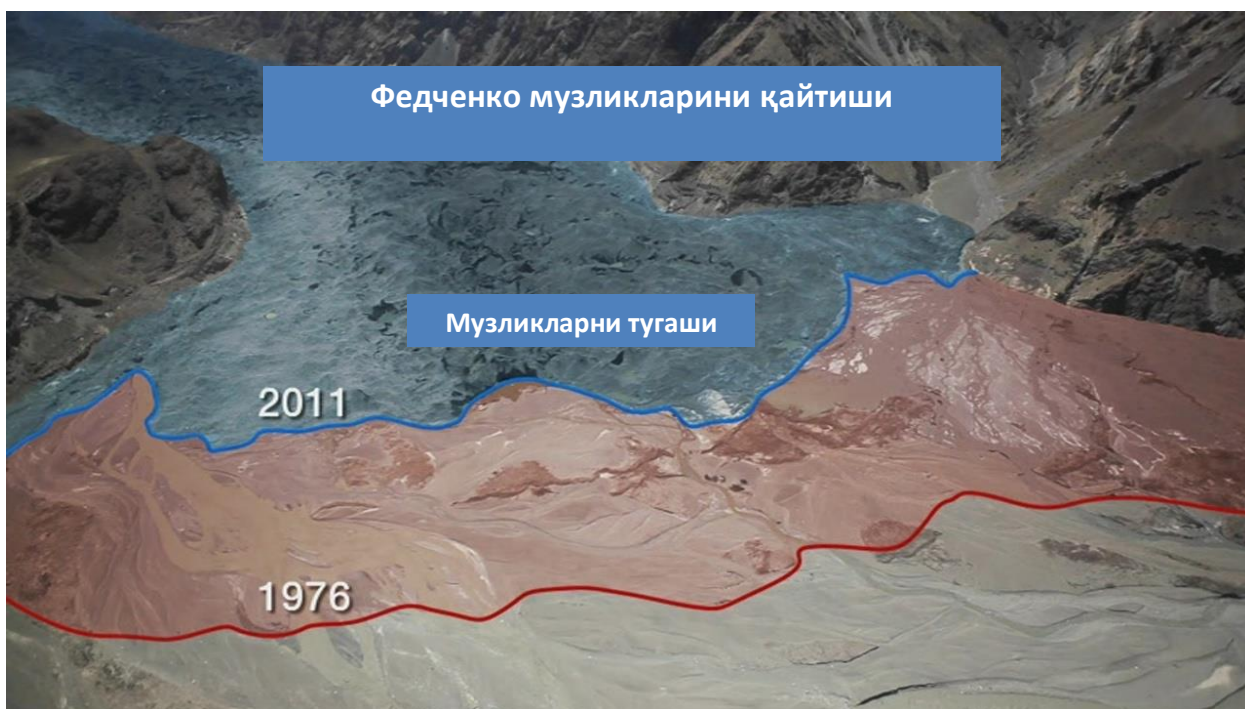 Федченко музликларини қайтиши
Музликларни тугаши
2011
1976